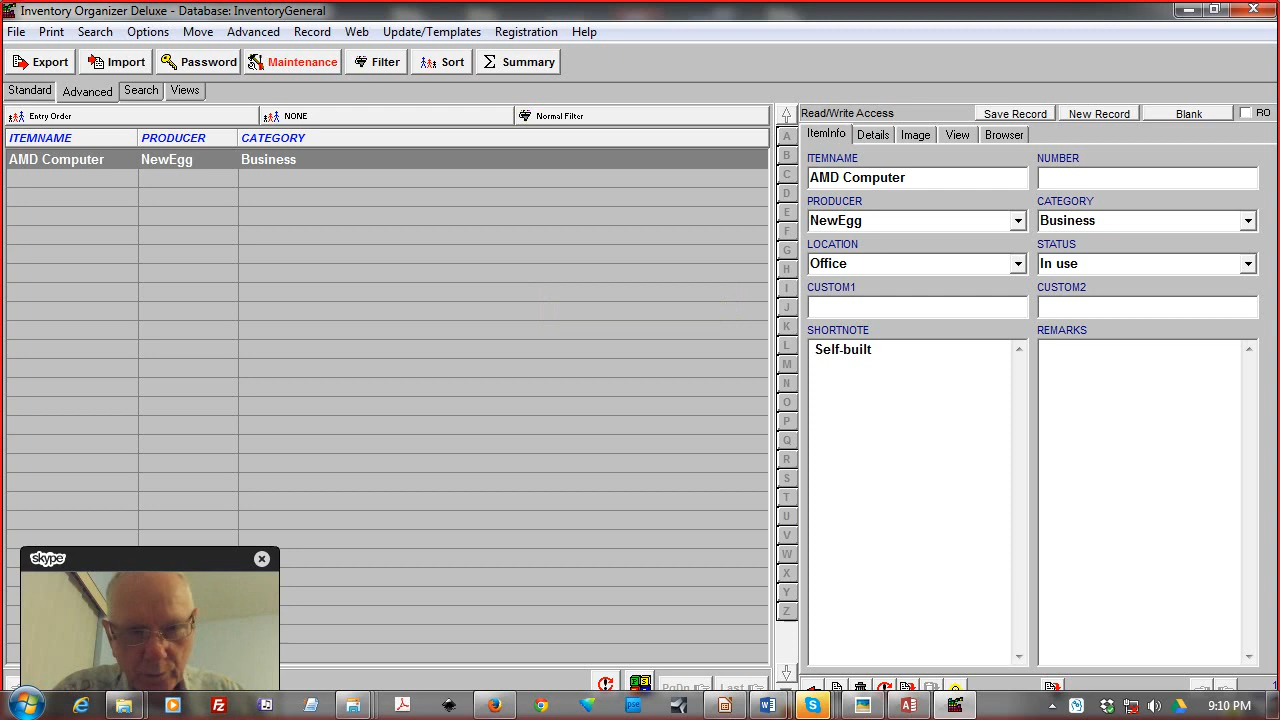 Inventory Organizer Deluxe - Database: InventoryGeneral
File Print Search Options Move Advanced Record Web Update/Templates Registration Help
Export Import Password Maintenance Filter Sort Summary
Standard Advanced Search Views
Entry Order NONE Normal Filter
ITEMNAME PRODUCER CATEGORY
AMD Computer NewEgg Business
Read/Write Access Save Record New Record Blank RO
ItemInfo Details Image View Browser
ITEMNAME NUMBER
AMD Computer
PRODUCER CATEGORY
NewEgg Business
LOCATION STATUS
Office In use
CUSTOM1 CUSTOM2
SHORTNOTE REMARKS
Self-built
A
B
C
D
E
F
G
H
I
J
K
L
M
N
O
P
Q
R
S
T
U
V
W
X
Y
Z
skype
PgDn Last
pse
9:10 PM